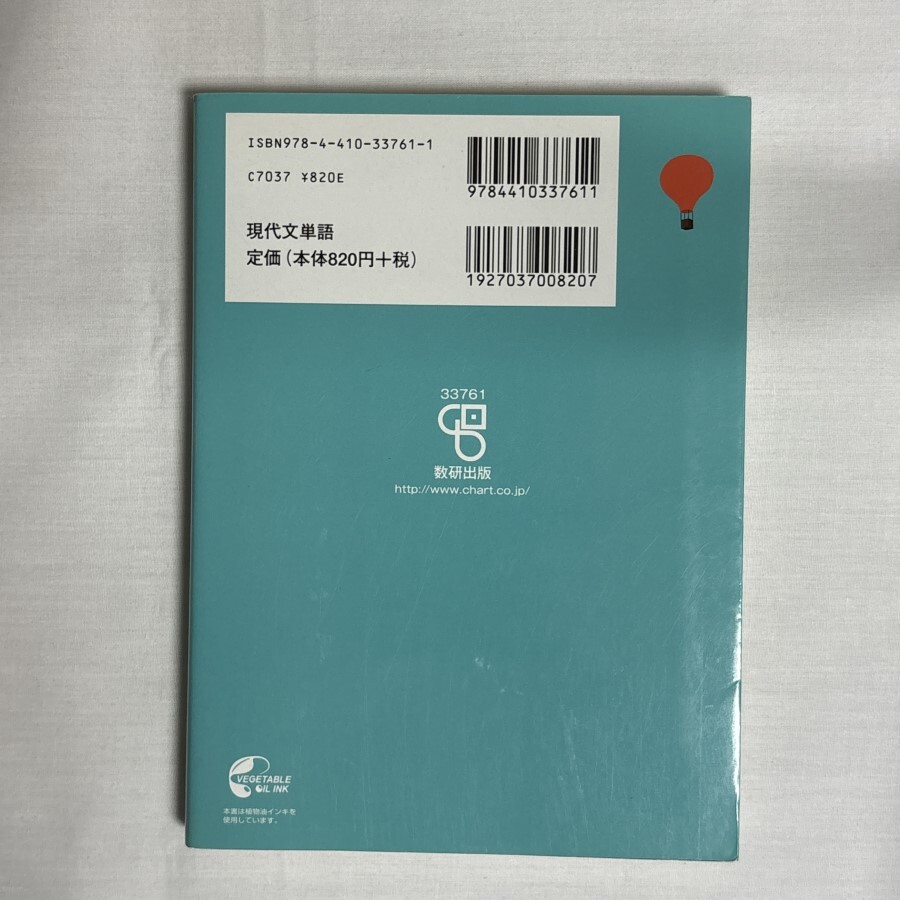 ISBN978-4-410-33761-1
C7037 ¥820E
現代文単語
定価(本体820円+税)
9784410337611
1927037008207
33761
数研出版
http://www.chart.co.jp/
VEGETABLE
OIL INK
本書は植物油インキを
使用しています。